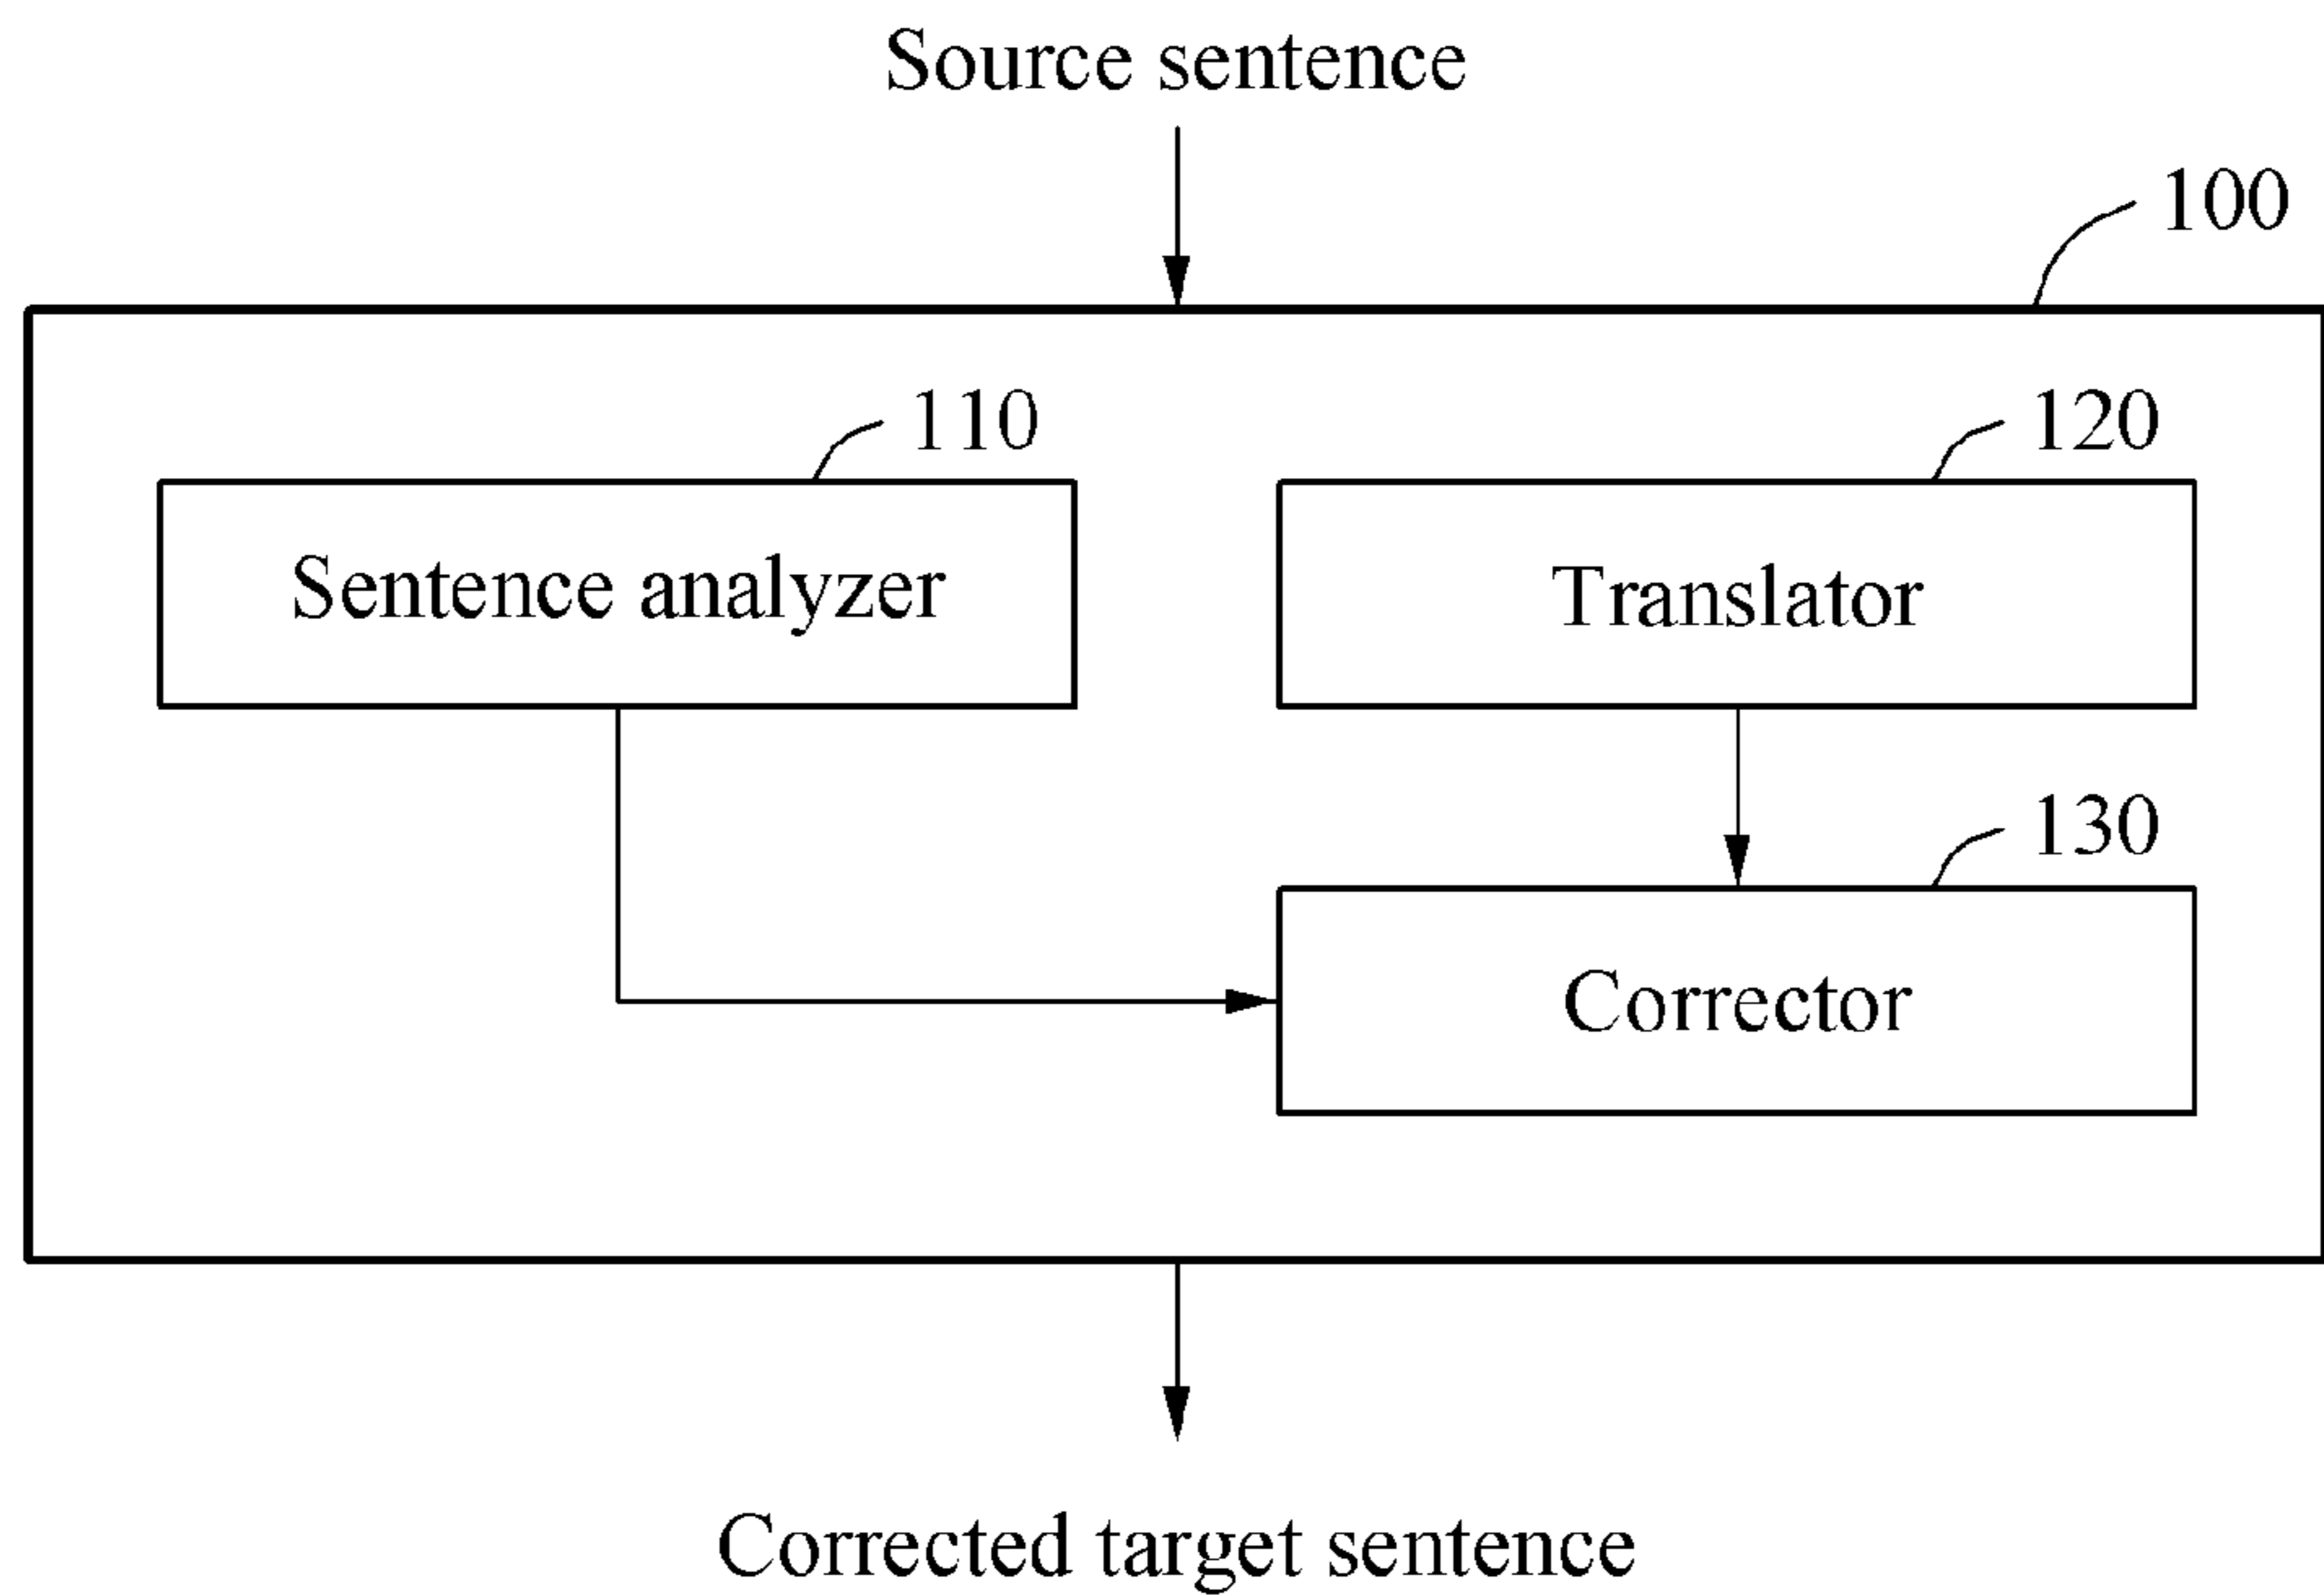 Source sentence
100
110
120
Sentence analyzer
Translator
130
Corrector
Corrected target sentence